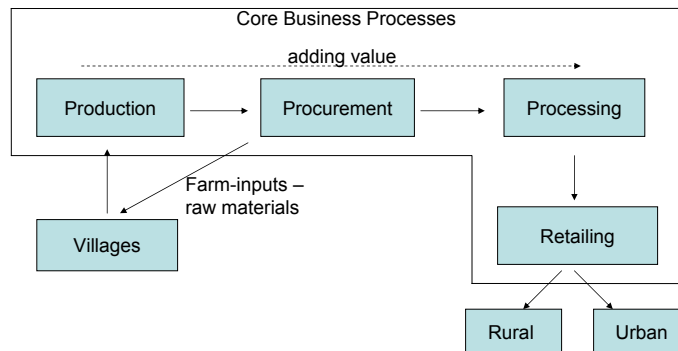 Core Business Processes
adding value
Production
Procurement
Processing
Farm-inputs –
raw materials
Villages
Retailing
Rural
Urban